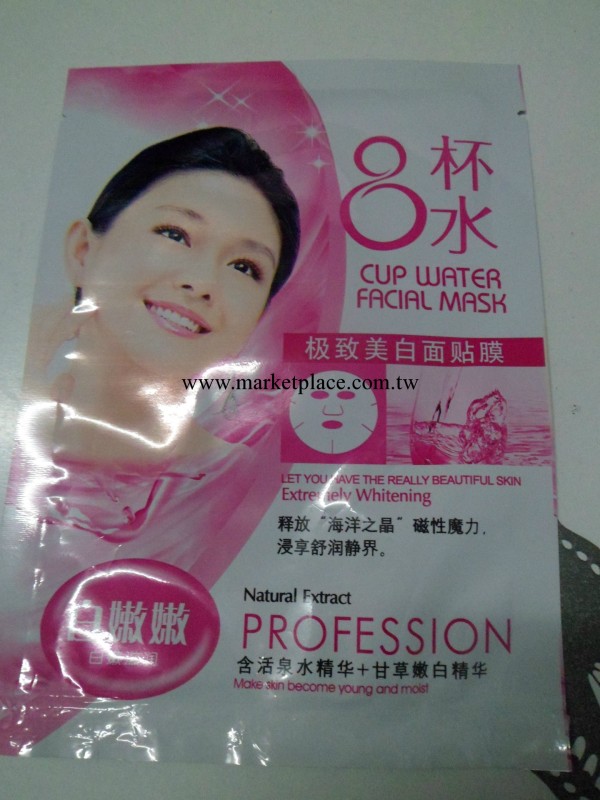 8杯水
CUP WATER
FACIAL MASK
极致美白面贴膜
www.marketplace.com.tw
LET YOU HAVE THE REALLY BEAUTIFUL SKIN
Extremely Whitening
释放“海洋之晶”磁性魔力，
浸享舒润静界。
Natural Extract
白嫩嫩
PROFESSION
含活泉水精华+甘草嫩白精华
Make skin become young and moist